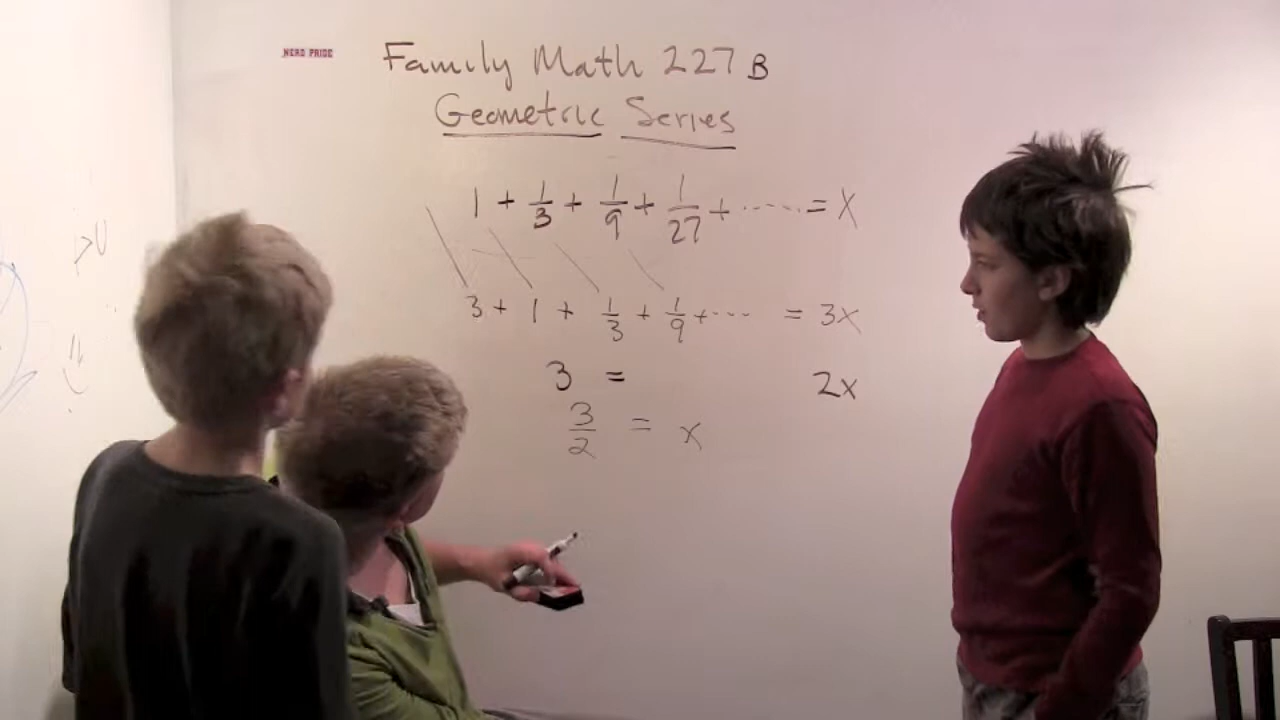 NERD PRIDE
Family Math 227 B
Geometric Series
1 + 1/3 + 1/9 + 1/27 + ...... = X
3 + 1 + 1/3 + 1/9 + ... = 3x
3 = 2x
3/2 = x